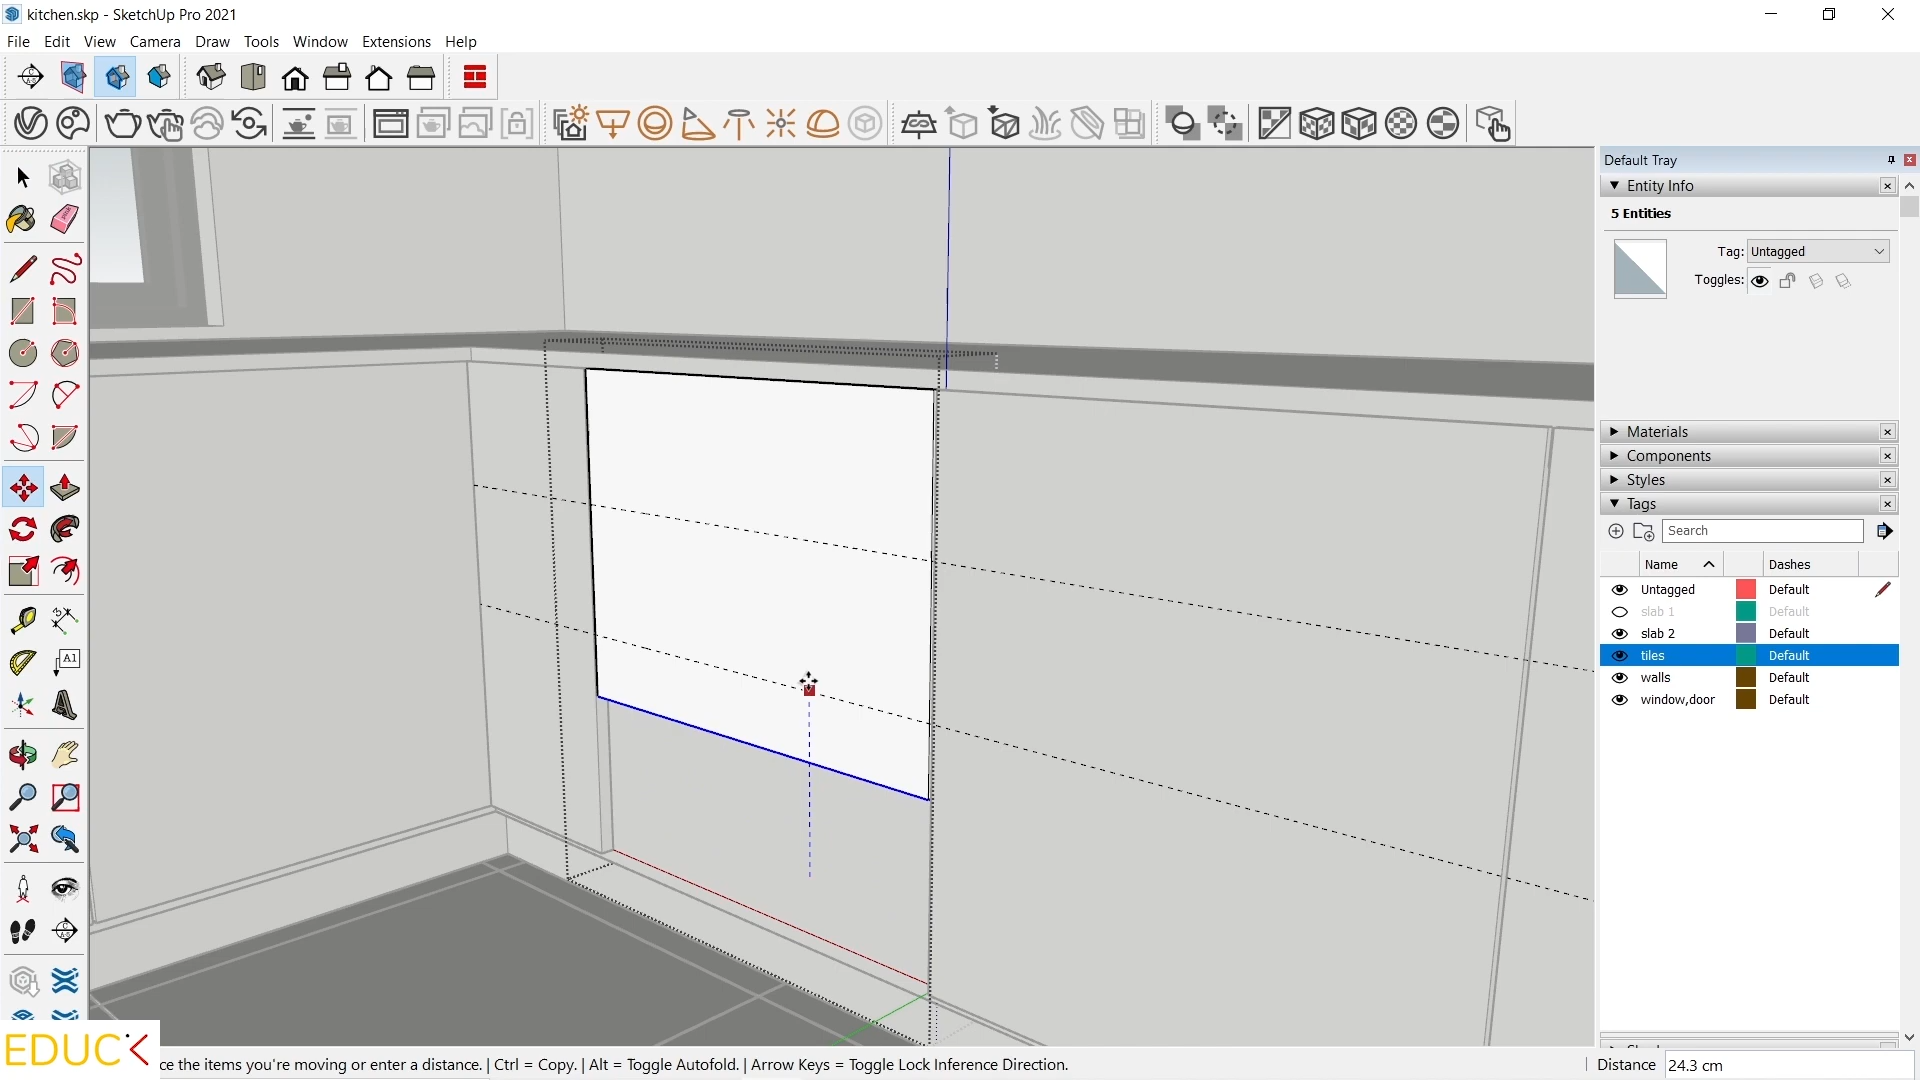 kitchen.skp - SketchUp Pro 2021
File Edit View Camera Draw Tools Window Extensions Help
Default Tray
Entity Info
5 Entities
Tag: Untagged
Toggles:
Materials
Components
Styles
Tags
Search
Name Dashes
Untagged Default
slab 1 Default
slab 2 Default
tiles Default
walls Default
window,door Default
A1
EDUC
ce the items you're moving or enter a distance. | Ctrl = Copy. | Alt = Toggle Autofold. | Arrow Keys = Toggle Lock Inference Direction.
Distance 24.3 cm